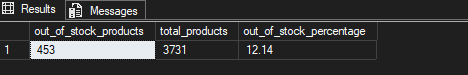 Results Messages
out_of_stock_products total_products out_of_stock_percentage
1 453 3731 12.14